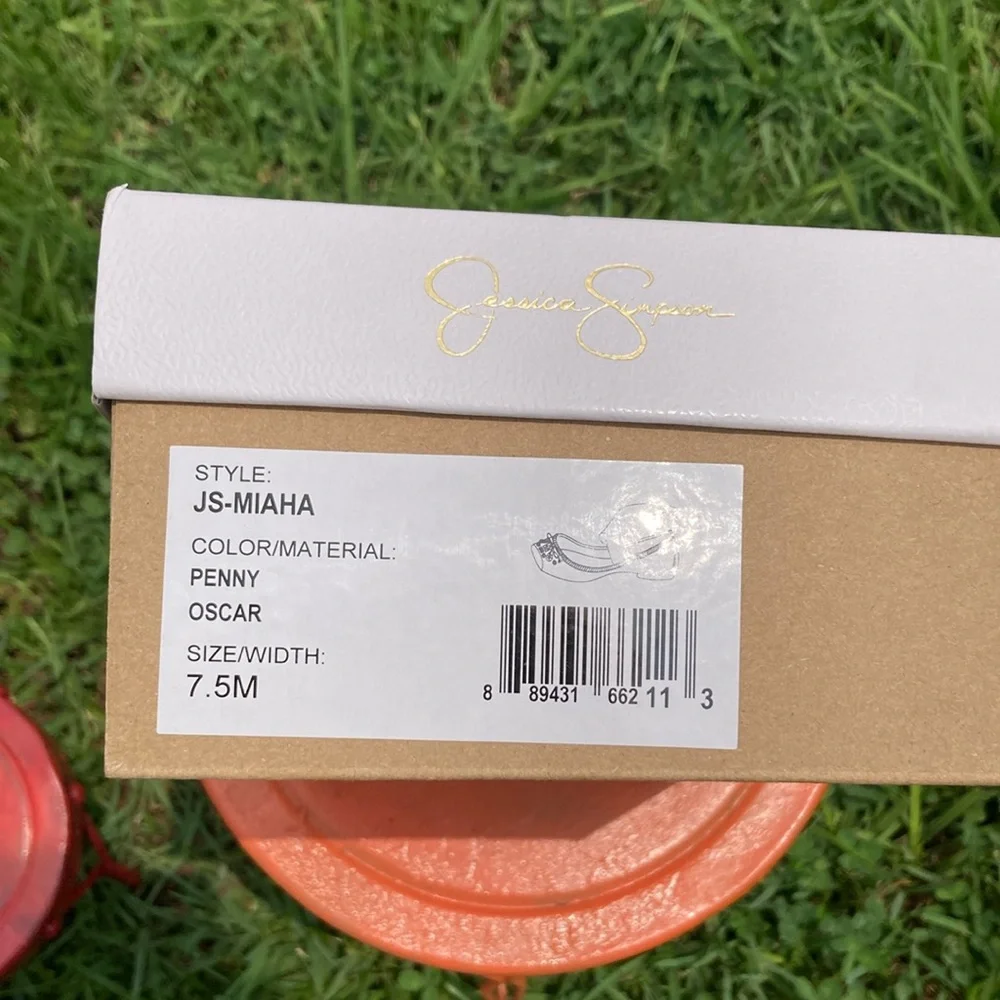 Jessica Simpson
STYLE:
JS-MIAHA
COLOR/MATERIAL:
PENNY
OSCAR
SIZE/WIDTH:
7.5M
8 89431 66211 3